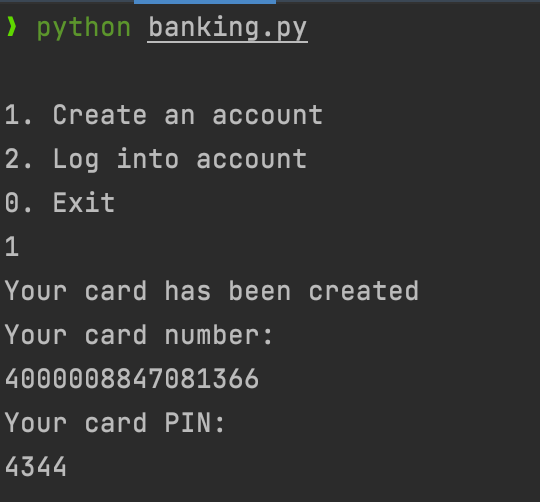 ❯ python banking.py
1. Create an account
2. Log into account
0. Exit
1
Your card has been created
Your card number:
4000008847081366
Your card PIN:
4344